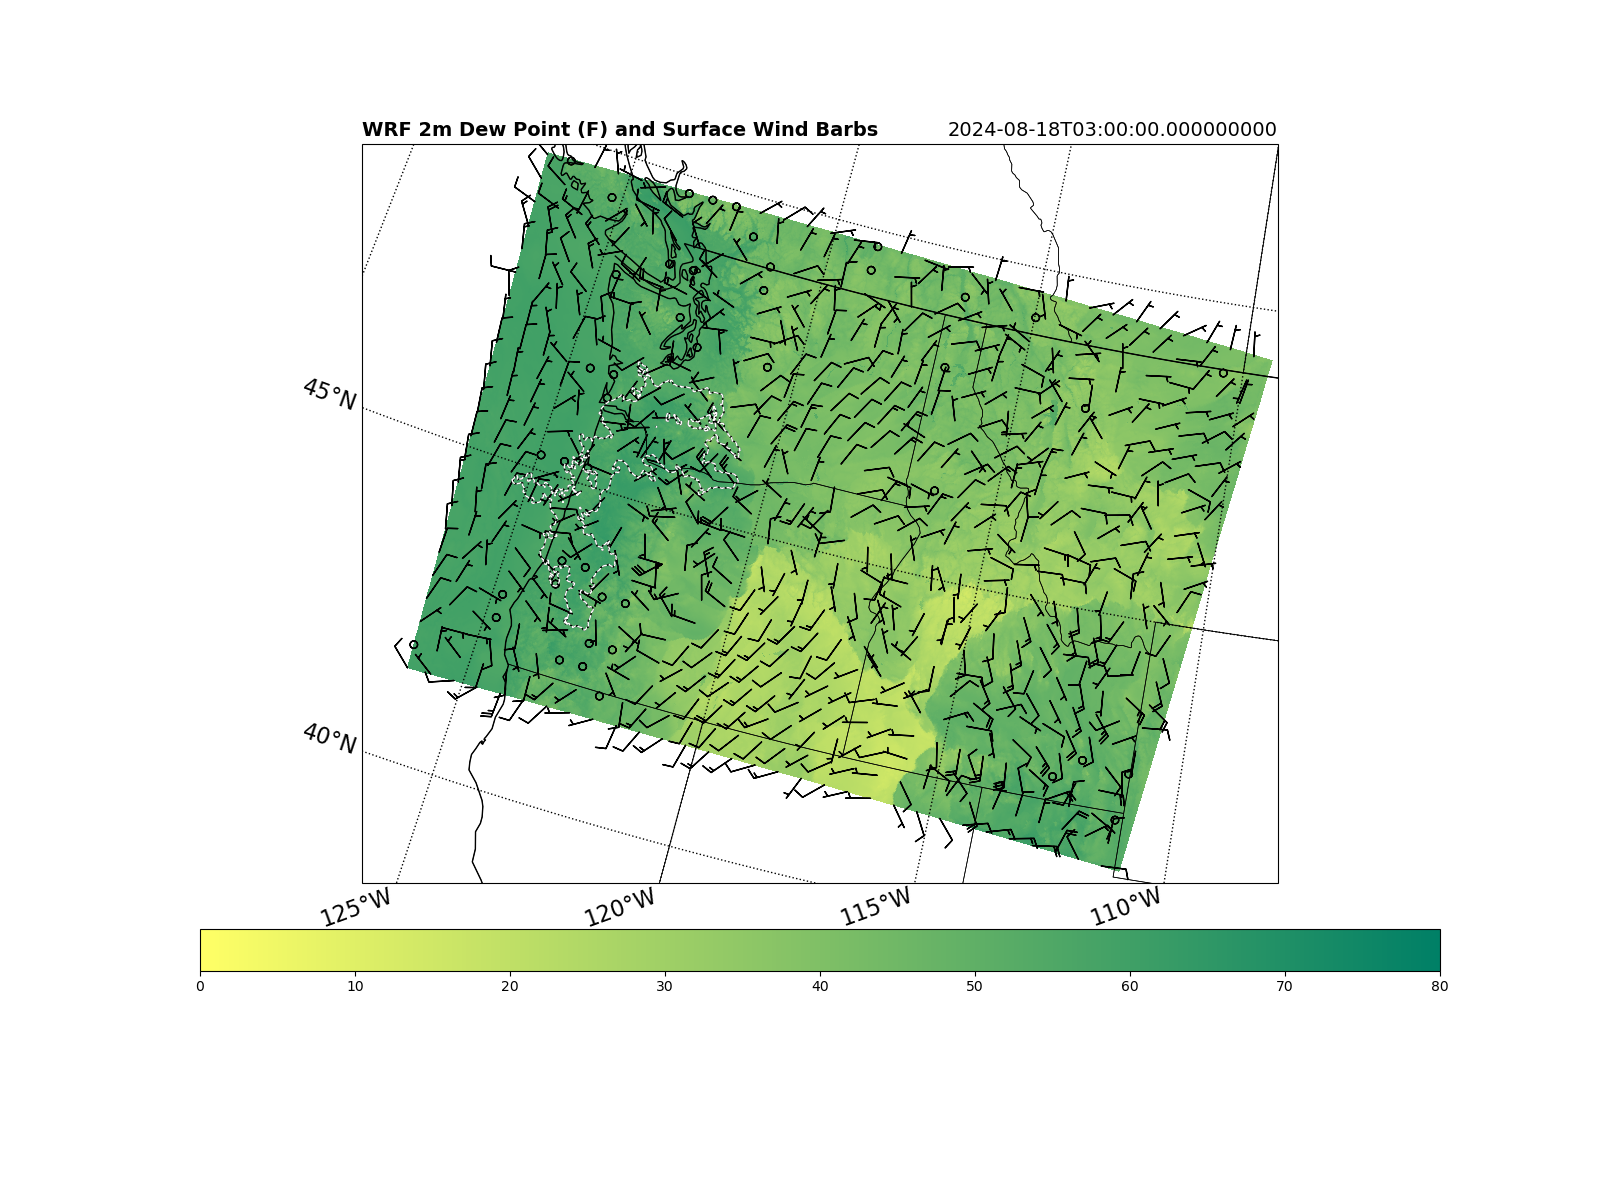 WRF 2m Dew Point (F) and Surface Wind Barbs 2024-08-18T03:00:00.000000000
45°N
40°N
125°W 120°W 115°W 110°W
0 10 20 30 40 50 60 70 80